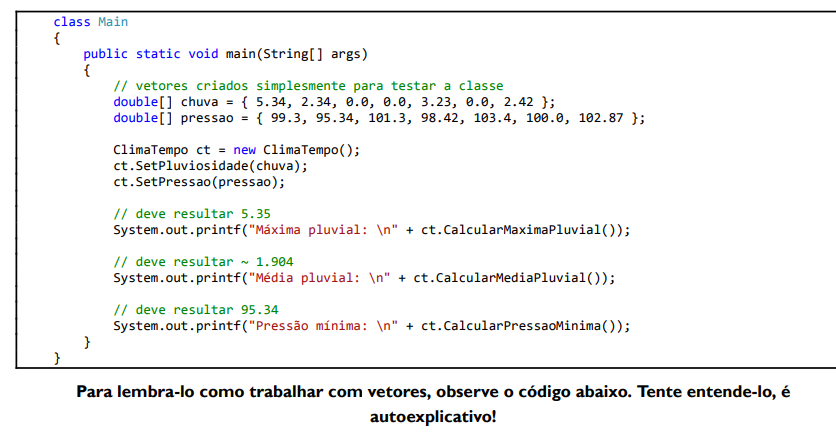 class Main
{
public static void main(String[] args)
{
// vetores criados simplesmente para testar a classe
double[] chuva = { 5.34, 2.34, 0.0, 0.0, 3.23, 0.0, 2.42 };
double[] pressao = { 99.3, 95.34, 101.3, 98.42, 103.4, 100.0, 102.87 };
ClimaTempo ct = new ClimaTempo();
ct.SetPluviosidade(chuva);
ct.SetPressao(pressao);
// deve resultar 5.35
System.out.printf("Máxima pluvial: \n" + ct.CalcularMaximaPluvial());
// deve resultar ~ 1.904
System.out.printf("Média pluvial: \n" + ct.CalcularMediaPluvial());
// deve resultar 95.34
System.out.printf("Pressão mínima: \n" + ct.CalcularPressaoMinima());
}
}
Para lembra-lo como trabalhar com vetores, observe o código abaixo. Tente entende-lo, é
autoexplicativo!